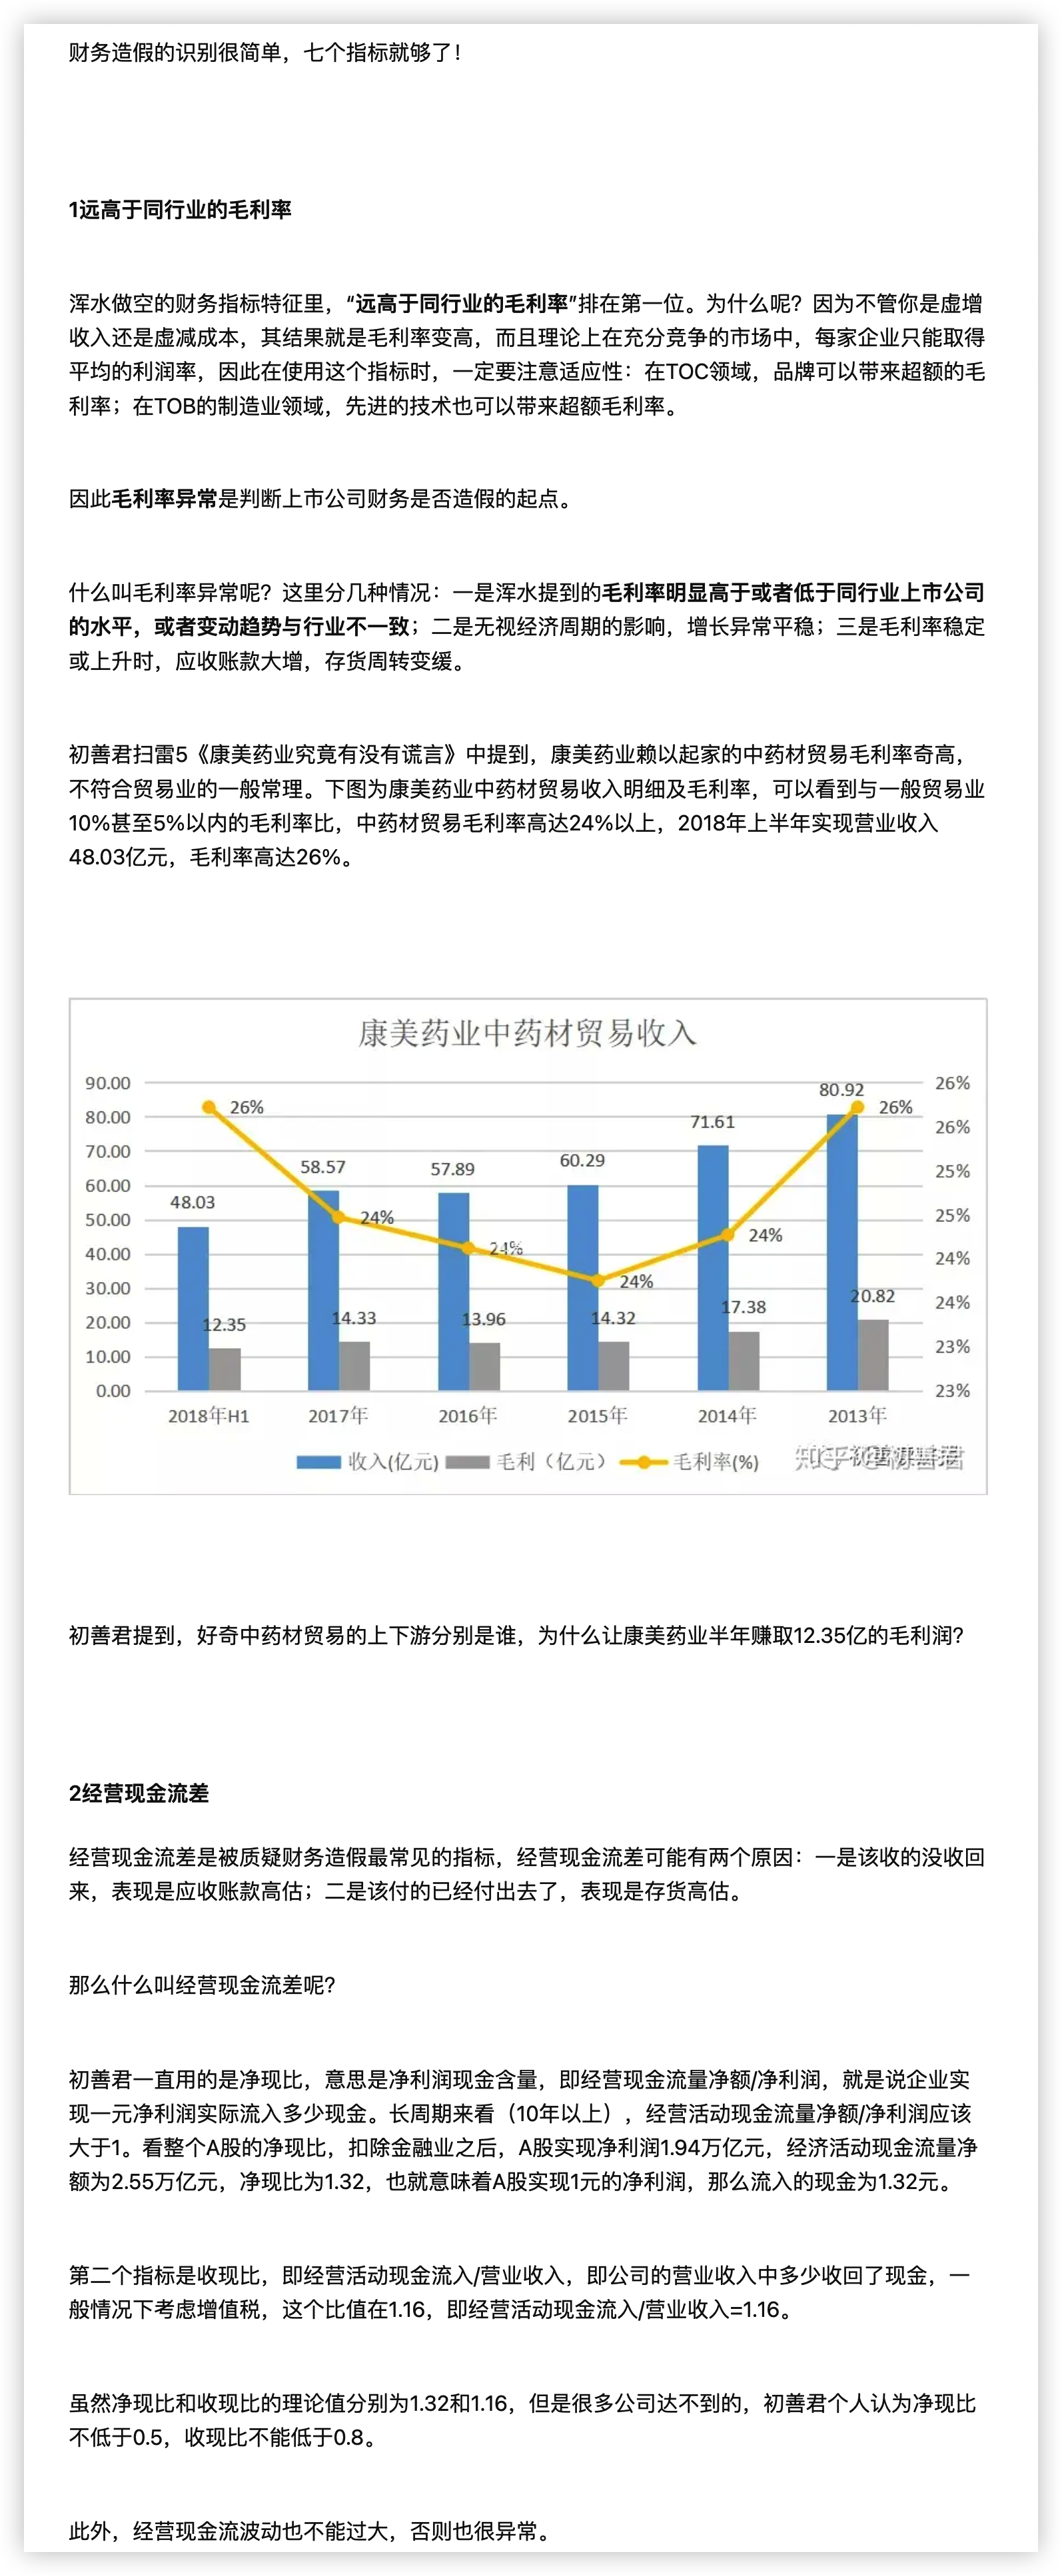 财务造假的识别很简单，七个指标就够了！
1远高于同行业的毛利率
浑水做空的财务指标特征里，“远高于同行业的毛利率”排在第一位。为什么呢？因为不管你是虚增
收入还是虚减成本，其结果就是毛利率变高，而且理论上在充分竞争的市场中，每家企业只能取得
平均的利润率，因此在使用这个指标时，一定要注意适应性：在TOC领域，品牌可以带来超额的毛
利率；在TOB的制造业领域，先进的技术也可以带来超额毛利率。
因此毛利率异常是判断上市公司财务是否造假的起点。
什么叫毛利率异常呢？这里分几种情况：一是浑水提到的毛利率明显高于或者低于同行业上市公司
的水平，或者变动趋势与行业不一致；二是无视经济周期的影响，增长异常平稳；三是毛利率稳定
或上升时，应收账款大增，存货周转变缓。
初善君扫雷5《康美药业究竟有没有谎言》中提到，康美药业赖以起家的中药材贸易毛利率奇高，
不符合贸易业的一般常理。下图为康美药业中药材贸易收入明细及毛利率，可以看到与一般贸易业
10%甚至5%以内的毛利率比，中药材贸易毛利率高达24%以上，2018年上半年实现营业收入
48.03亿元，毛利率高达26%。
康美药业中药材贸易收入
90.00
80.00
70.00
60.00
50.00
40.00
30.00
20.00
10.00
0.00
26%
26%
25%
25%
24%
24%
23%
23%
48.03
58.57
57.89
60.29
71.61
80.92
26%
24%
24%
24%
24%
26%
12.35
14.33
13.96
14.32
17.38
20.82
2018年H1
2017年
2016年
2015年
2014年
2013年
收入(亿元)
毛利（亿元）
毛利率(%)
知乎 @初善君
初善君提到，好奇中药材贸易的上下游分别是谁，为什么让康美药业半年赚取12.35亿的毛利润？
2经营现金流差
经营现金流差是被质疑财务造假最常见的指标，经营现金流差可能有两个原因：一是该收的没收回
来，表现是应收账款高估；二是该付的已经付出去了，表现是存货高估。
那么什么叫经营现金流差呢？
初善君一直用的是净现比，意思是净利润现金含量，即经营现金流量净额/净利润，就是说企业实
现一元净利润实际流入多少现金。长周期来看（10年以上），经营活动现金流量净额/净利润应该
大于1。看整个A股的净现比，扣除金融业之后，A股实现净利润1.94万亿元，经济活动现金流量净
额为2.55万亿元，净现比为1.32，也就意味着A股实现1元的净利润，那么流入的现金为1.32元。
第二个指标是收现比，即经营活动现金流入/营业收入，即公司的营业收入中多少收回了现金，一
般情况下考虑增值税，这个比值在1.16，即经营活动现金流入/营业收入=1.16。
虽然净现比和收现比的理论值分别为1.32和1.16，但是很多公司达不到的，初善君个人认为净现比
不低于0.5，收现比不能低于0.8。
此外，经营现金流波动也不能过大，否则也很异常。